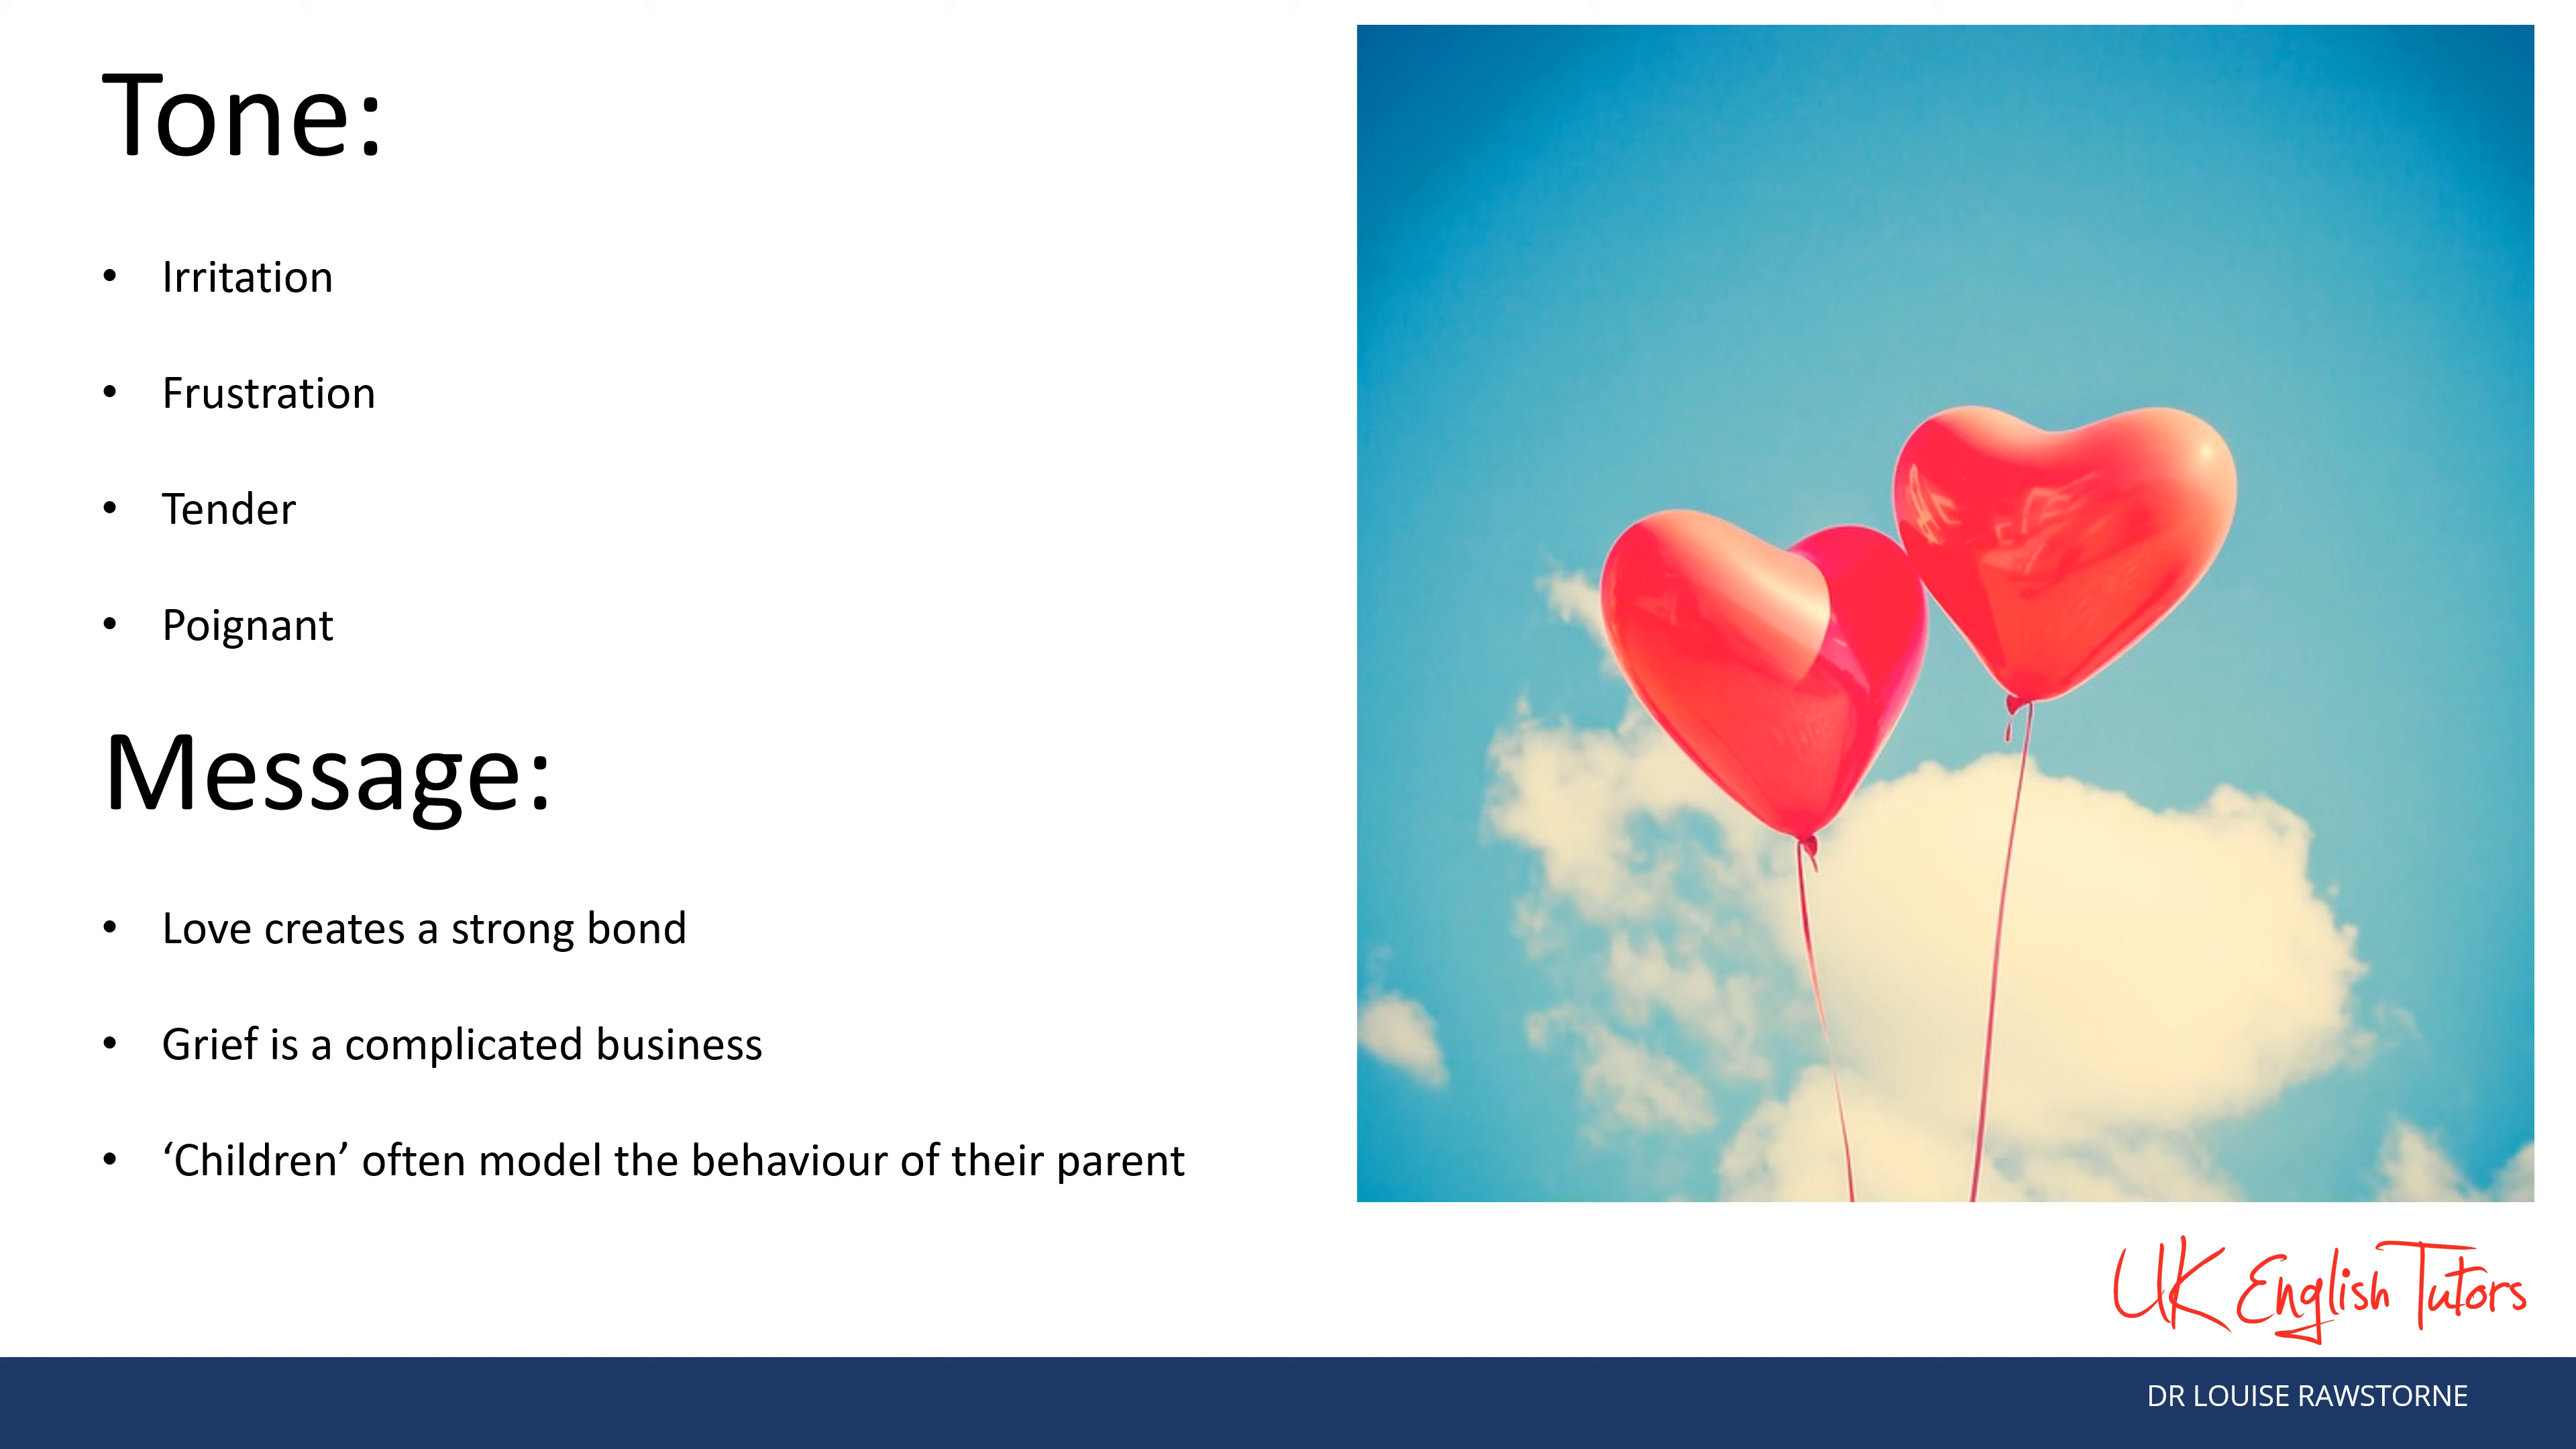 Tone:
• Irritation
• Frustration
• Tender
• Poignant
Message:
• Love creates a strong bond
• Grief is a complicated business
• ‘Children’ often model the behaviour of their parent
UK English Tutors
DR LOUISE RAWSTORNE